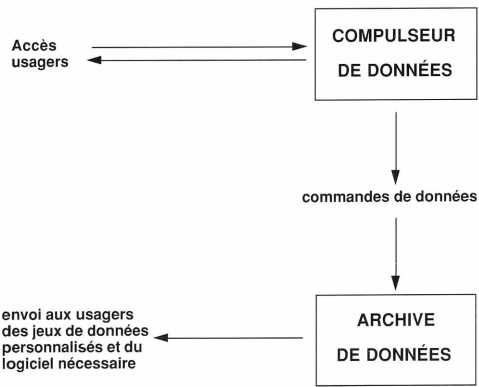 Accès
usagers
COMPULSEUR
DE DONNÉES
commandes de données
envoi aux usagers
des jeux de données
personnalisés et du
logiciel nécessaire
ARCHIVE
DE DONNÉES